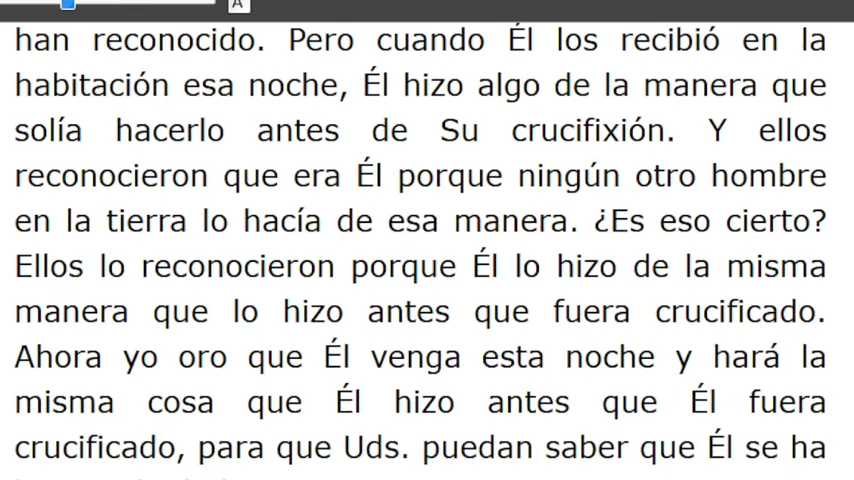 A
han reconocido. Pero cuando Él los recibió en la
habitación esa noche, Él hizo algo de la manera que
solía hacerlo antes de Su crucifixión. Y ellos
reconocieron que era Él porque ningún otro hombre
en la tierra lo hacía de esa manera. ¿Es eso cierto?
Ellos lo reconocieron porque Él lo hizo de la misma
manera que lo hizo antes que fuera crucificado.
Ahora yo oro que Él venga esta noche y hará la
misma cosa que Él hizo antes que Él fuera
crucificado, para que Uds. puedan saber que Él se ha